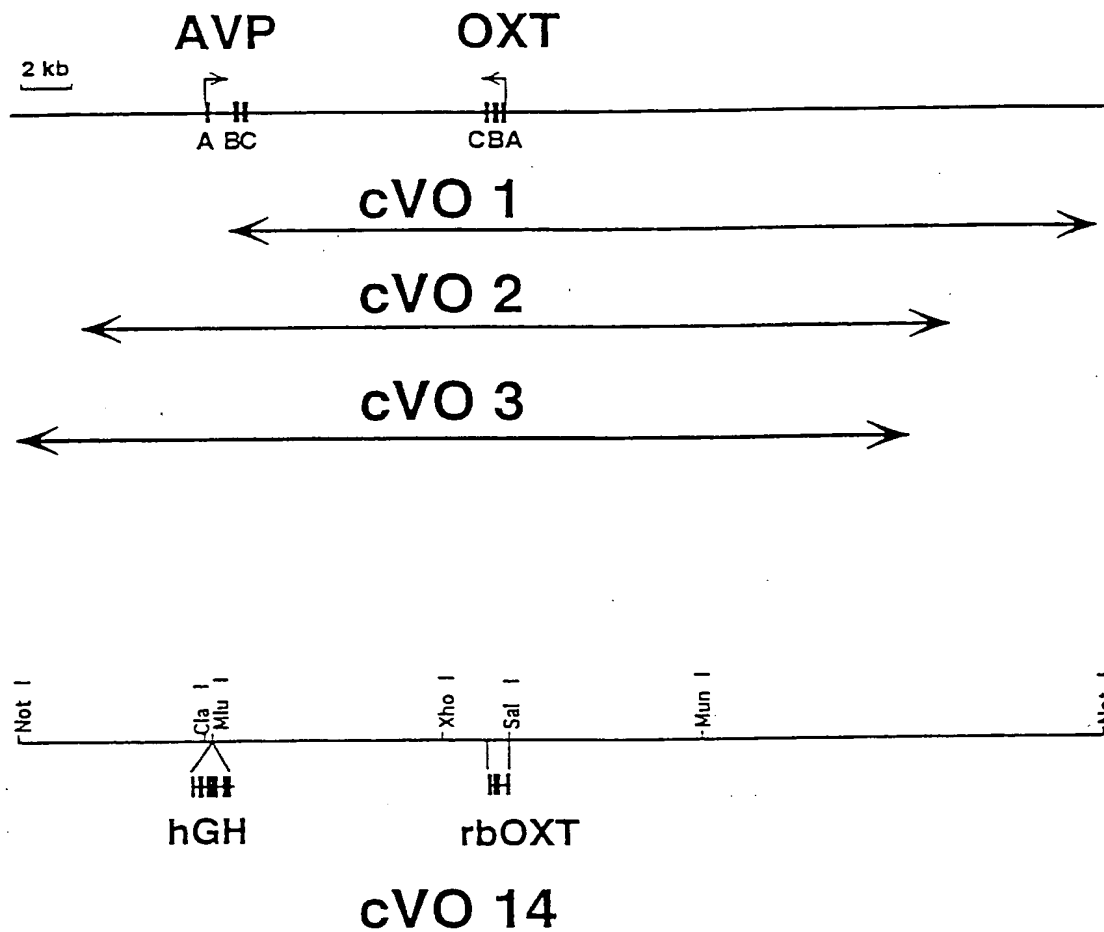 AVP OXT
2 kb
A BC CBA
cVO 1
cVO 2
cVO 3
Not I Cla I Mlu I Xho I Sal I Mun I Not I
hGH rbOXT
cVO 14